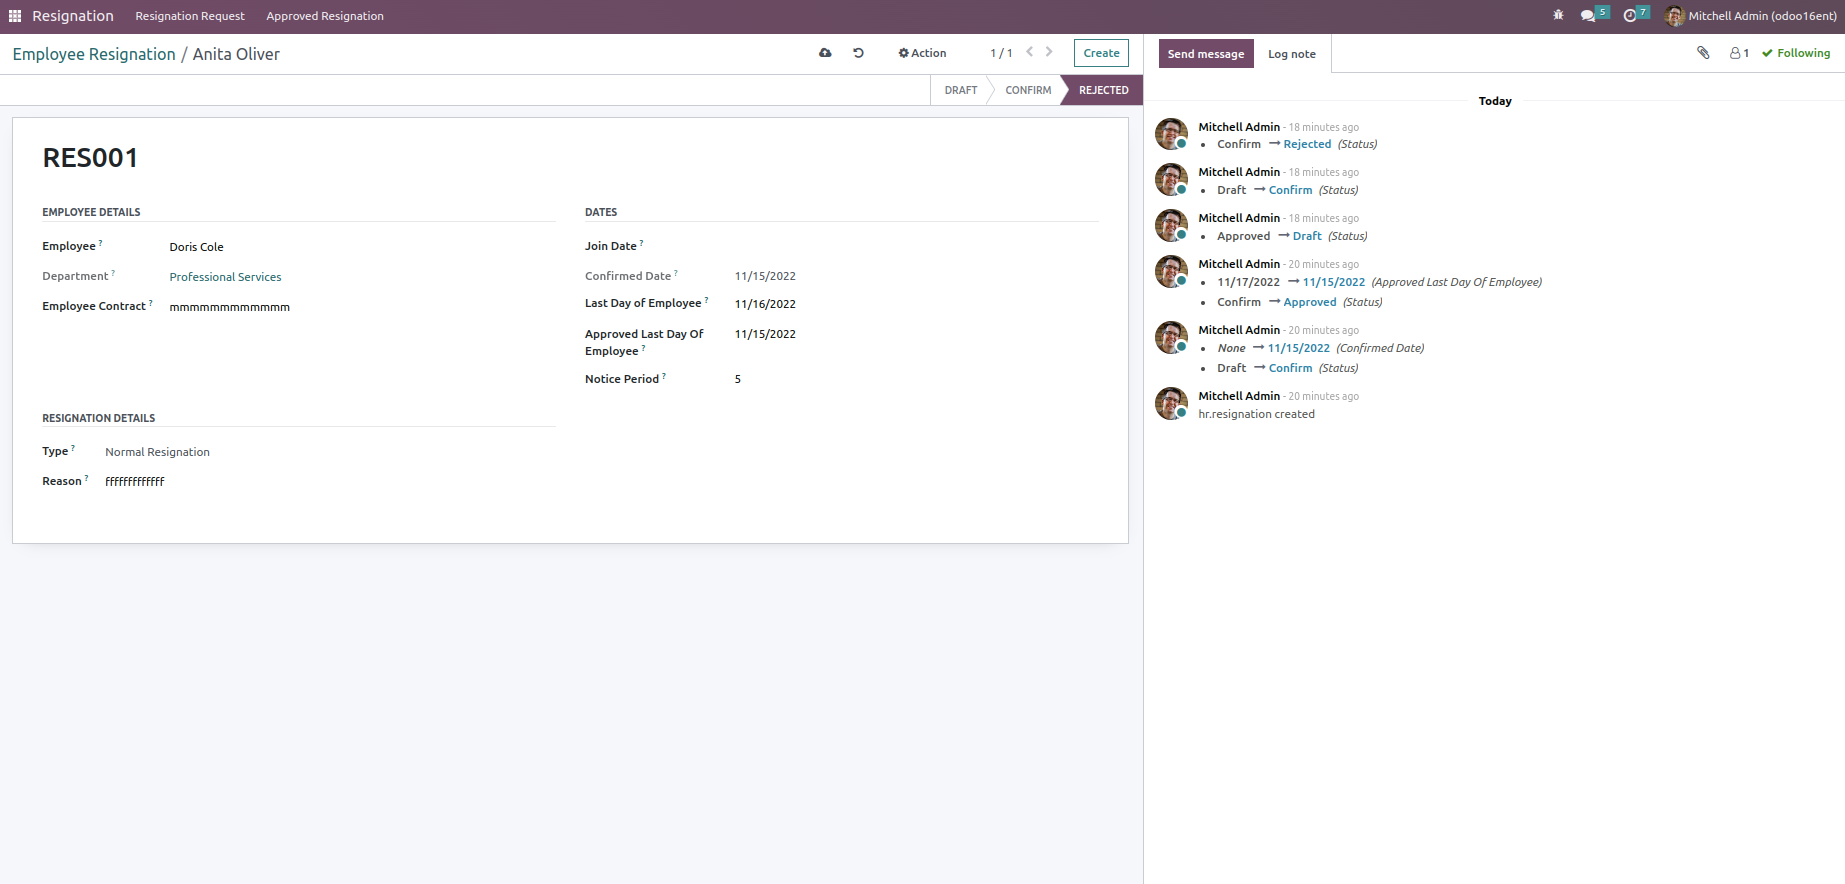 Resignation Resignation Request Approved Resignation 5 7 Mitchell Admin (odoo16ent)
Employee Resignation / Anita Oliver Action 1 / 1 Create
DRAFT CONFIRM REJECTED
RES001
EMPLOYEE DETAILS
Employee ? Doris Cole
Department ? Professional Services
Employee Contract ? mmmmmmmmmmmm
DATES
Join Date ?
Confirmed Date ? 11/15/2022
Last Day of Employee ? 11/16/2022
Approved Last Day Of
Employee ? 11/15/2022
Notice Period ? 5
RESIGNATION DETAILS
Type ? Normal Resignation
Reason ? fffffffffffff
Send message Log note 1 Following
Today
Mitchell Admin - 18 minutes ago
• Confirm → Rejected (Status)
Mitchell Admin - 18 minutes ago
• Draft → Confirm (Status)
Mitchell Admin - 18 minutes ago
• Approved → Draft (Status)
Mitchell Admin - 20 minutes ago
• 11/17/2022 → 11/15/2022 (Approved Last Day Of Employee)
• Confirm → Approved (Status)
Mitchell Admin - 20 minutes ago
• None → 11/15/2022 (Confirmed Date)
• Draft → Confirm (Status)
Mitchell Admin - 20 minutes ago
hr.resignation created